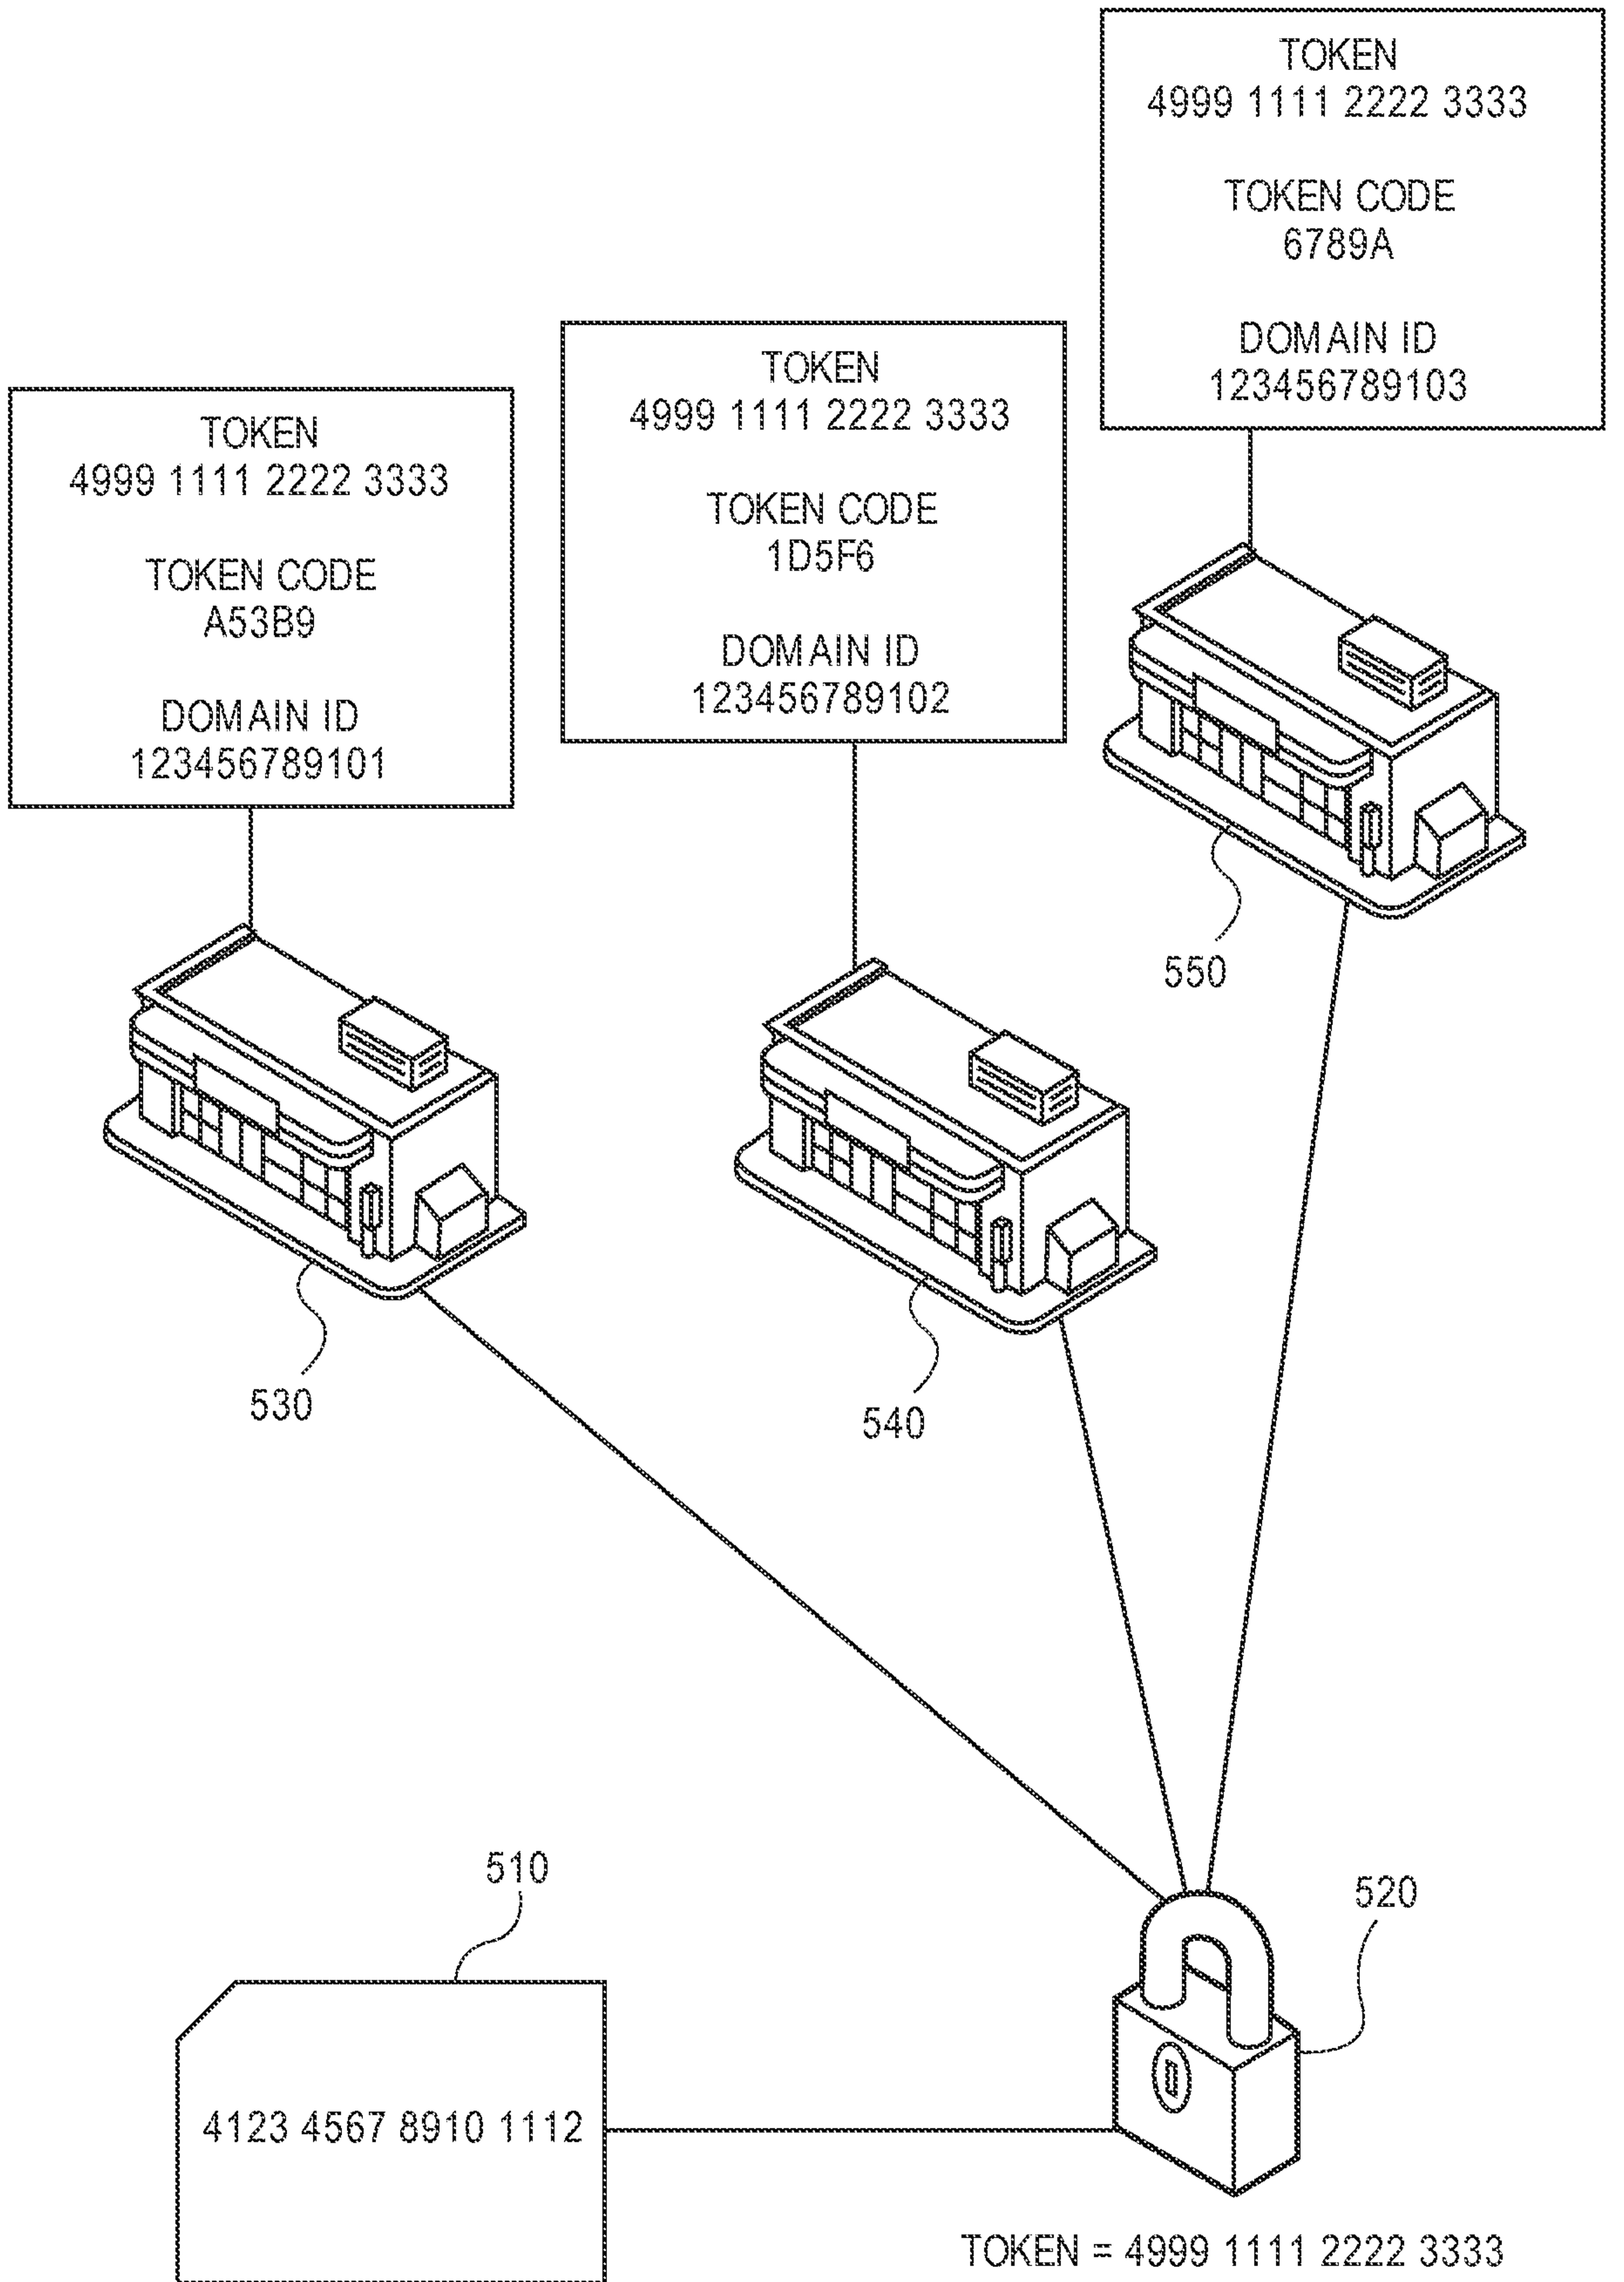 TOKEN
4999 1111 2222 3333
TOKEN CODE
6789A
DOMAIN ID
123456789103
TOKEN
4999 1111 2222 3333
TOKEN CODE
1D5F6
DOMAIN ID
123456789102
TOKEN
4999 1111 2222 3333
TOKEN CODE
A53B9
DOMAIN ID
123456789101
550
530
540
510
520
4123 4567 8910 1112
TOKEN = 4999 1111 2222 3333